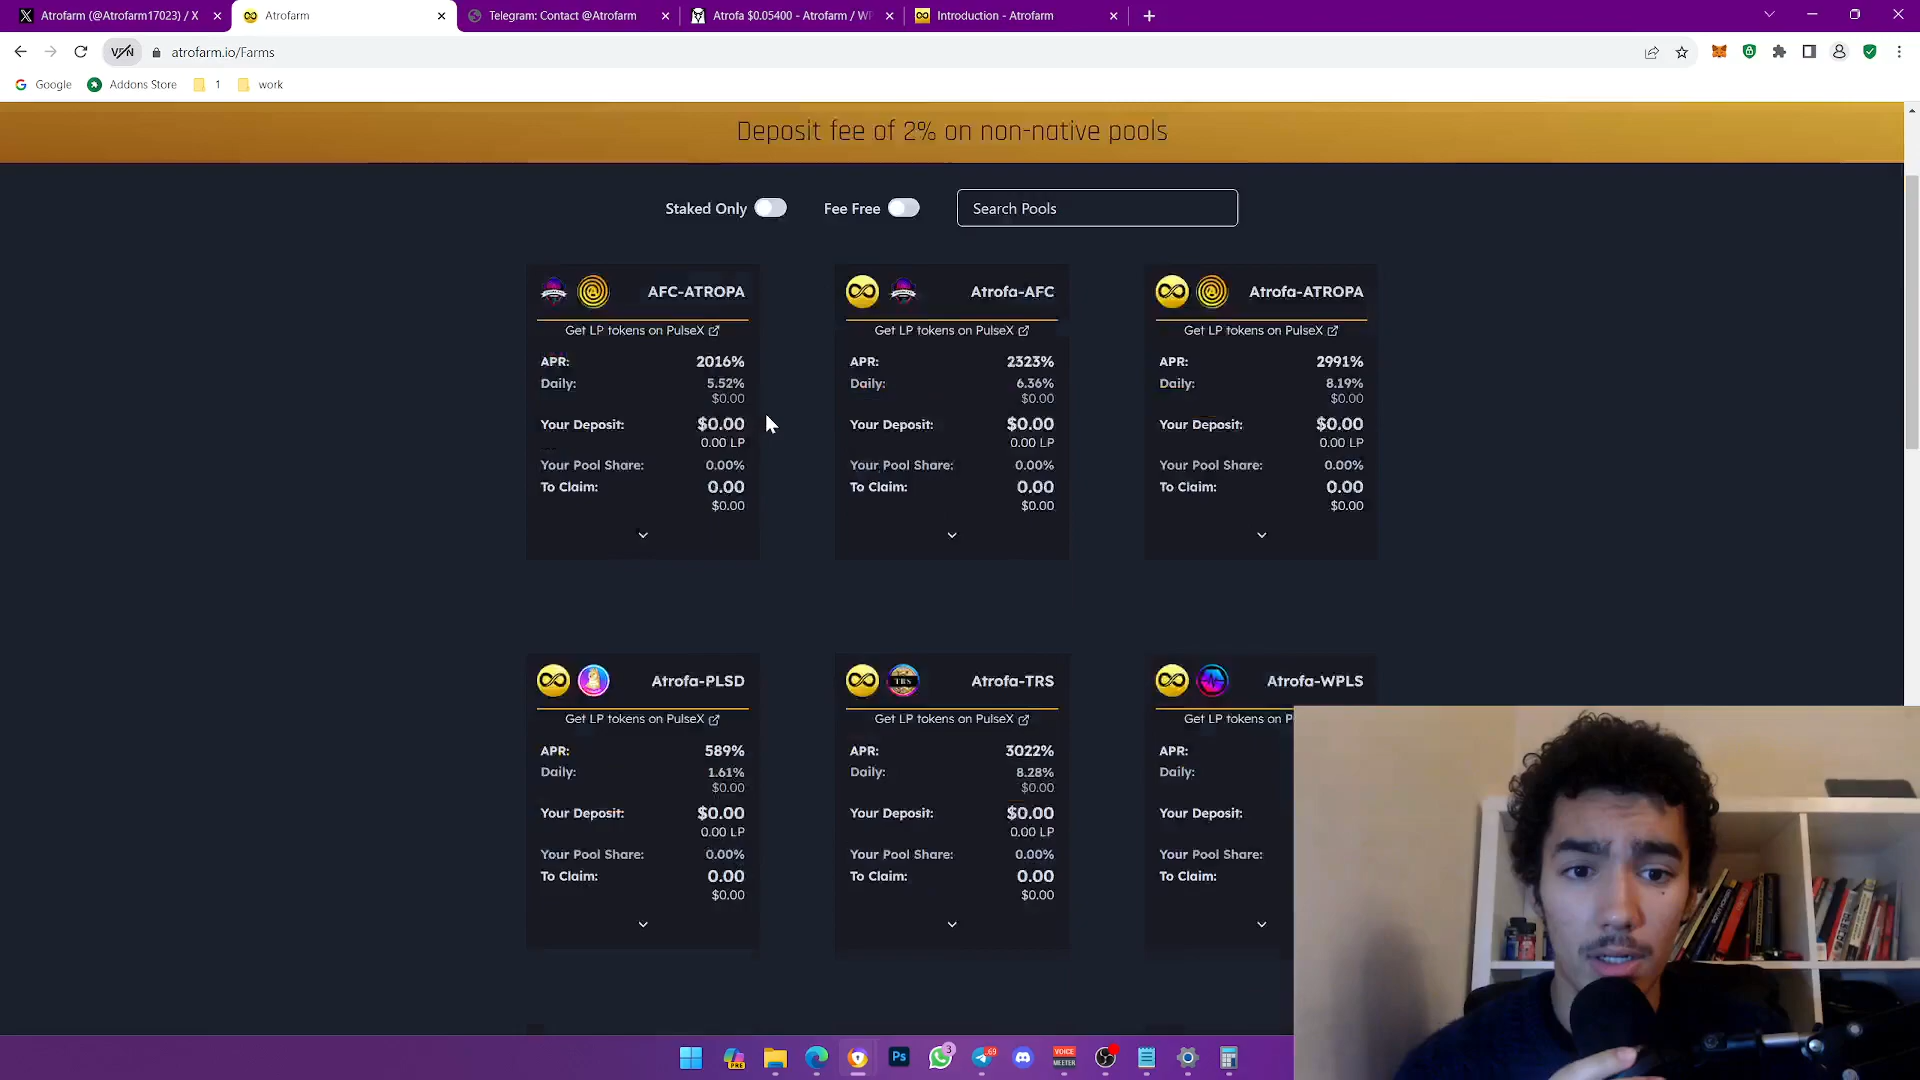 Atrofarm (@Atrofarm17023) / X
Atrofarm
Telegram: Contact @Atrofarm
Atrofa $0.05400 - Atrofarm / WP
Introduction - Atrofarm
VPN
atrofarm.io/Farms
Google
Addons Store
1
work
Deposit fee of 2% on non-native pools
Staked Only
Fee Free
Search Pools
AFC-ATROPA
Get LP tokens on PulseX
APR: 2016%
Daily: 5.52%
$0.00
Your Deposit: $0.00
0.00 LP
Your Pool Share: 0.00%
To Claim: 0.00
$0.00
Atrofa-AFC
Get LP tokens on PulseX
APR: 2323%
Daily: 6.36%
$0.00
Your Deposit: $0.00
0.00 LP
Your Pool Share: 0.00%
To Claim: 0.00
$0.00
Atrofa-ATROPA
Get LP tokens on PulseX
APR: 2991%
Daily: 8.19%
$0.00
Your Deposit: $0.00
0.00 LP
Your Pool Share: 0.00%
To Claim: 0.00
$0.00
Atrofa-PLSD
Get LP tokens on PulseX
APR: 589%
Daily: 1.61%
$0.00
Your Deposit: $0.00
0.00 LP
Your Pool Share: 0.00%
To Claim: 0.00
$0.00
TRS
Atrofa-TRS
Get LP tokens on PulseX
APR: 3022%
Daily: 8.28%
$0.00
Your Deposit: $0.00
0.00 LP
Your Pool Share: 0.00%
To Claim: 0.00
$0.00
Atrofa-WPLS
Get LP tokens on P
APR:
Daily:
Your Deposit:
Your Pool Share:
To Claim:
PRE
Ps
3
69
VOICE
MEETER